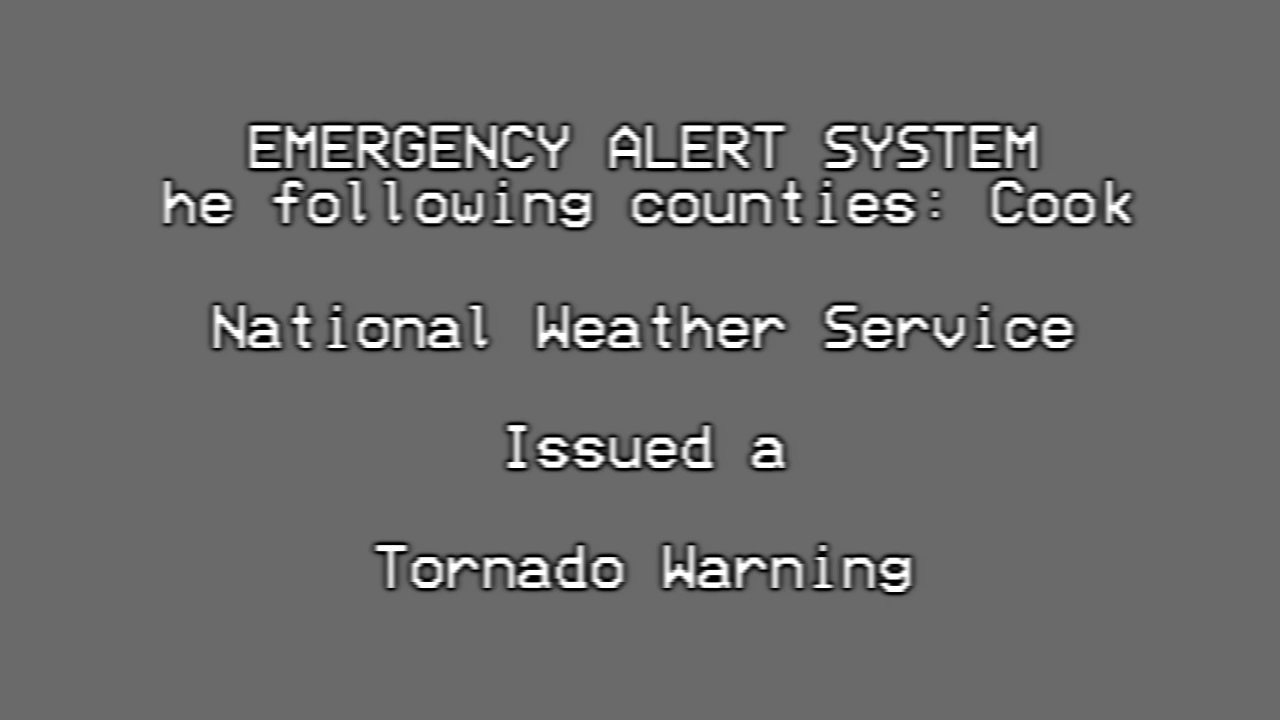 EMERGENCY ALERT SYSTEM
he following counties: Cook
National Weather Service
Issued a
Tornado Warning